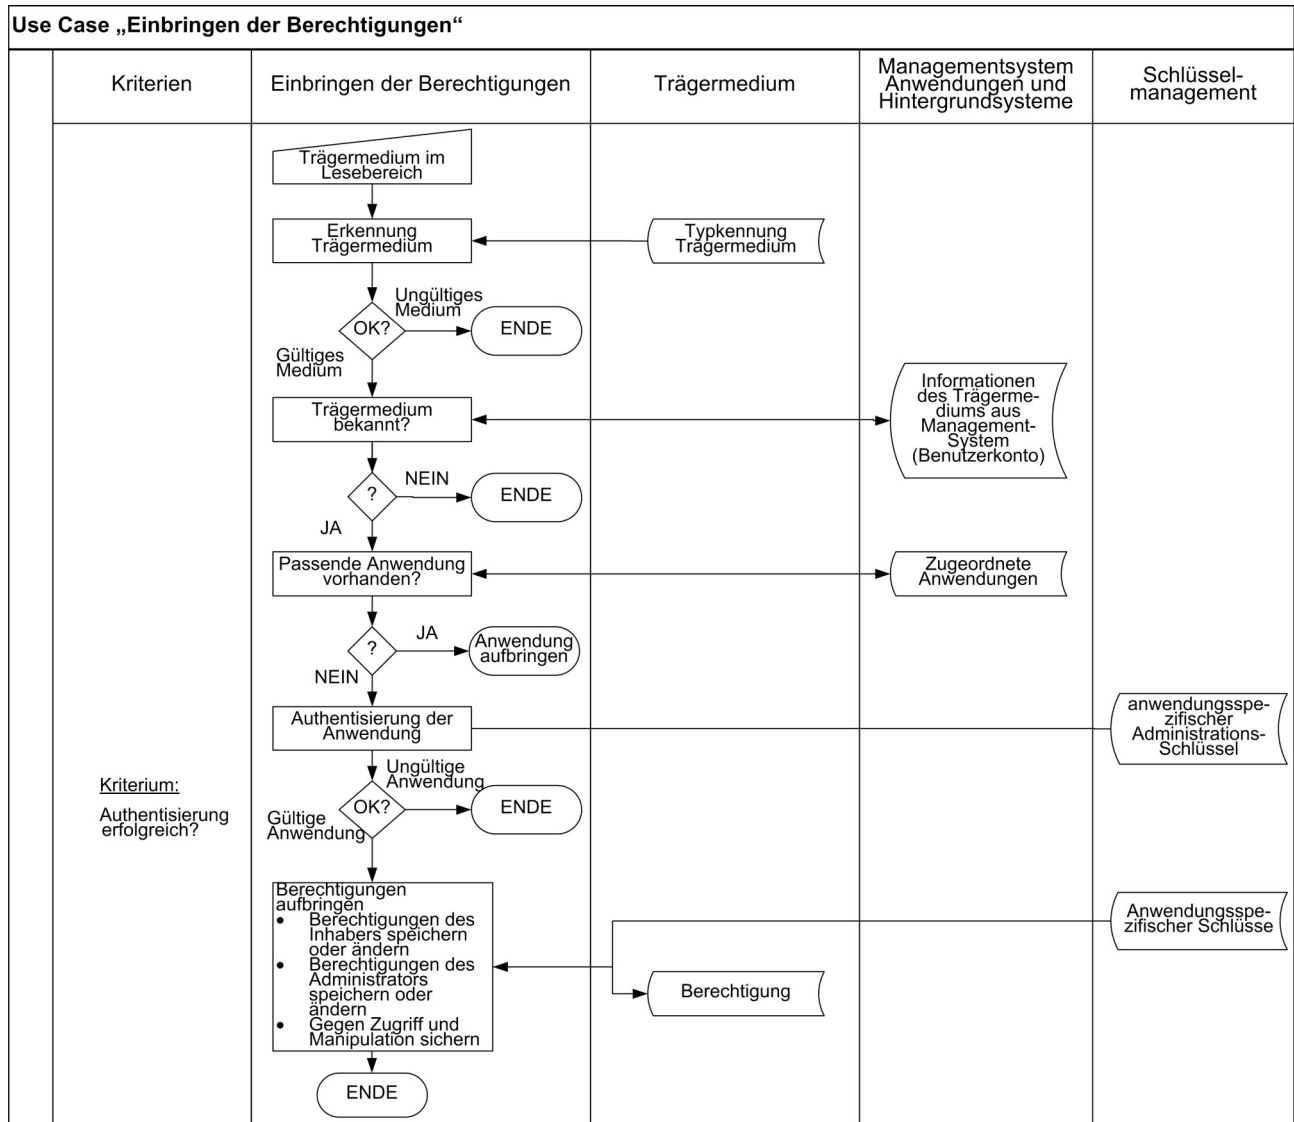 Use Case „Einbringen der Berechtigungen“
Kriterien
Einbringen der Berechtigungen
Trägermedium
Managementsystem
Anwendungen und
Hintergrundsysteme
Schlüssel-
management
Trägermedium im
Lesebereich
Erkennung
Trägermedium
Typkennung
Trägermedium
Ungültiges
Medium
OK?
ENDE
Gültiges
Medium
Informationen
des Trägerme-
diums aus
Management-
System
(Benutzerkonto)
Trägermedium
bekannt?
NEIN
?
ENDE
JA
Passende Anwendung
vorhanden?
Zugeordnete
Anwendungen
JA
?
Anwendung
aufbringen
NEIN
Authentisierung der
Anwendung
anwendungsspe-
zifischer
Administrations-
Schlüssel
Ungültige
Anwendung
Kriterium:
Authentisierung
erfolgreich?
OK?
ENDE
Gültige
Anwendung
Berechtigungen
aufbringen
• Berechtigungen des
Inhabers speichern
oder ändern
• Berechtigungen des
Administrators
speichern oder
ändern
• Gegen Zugriff und
Manipulation sichern
Anwendungsspe-
zifischer Schlüsse
Berechtigung
ENDE